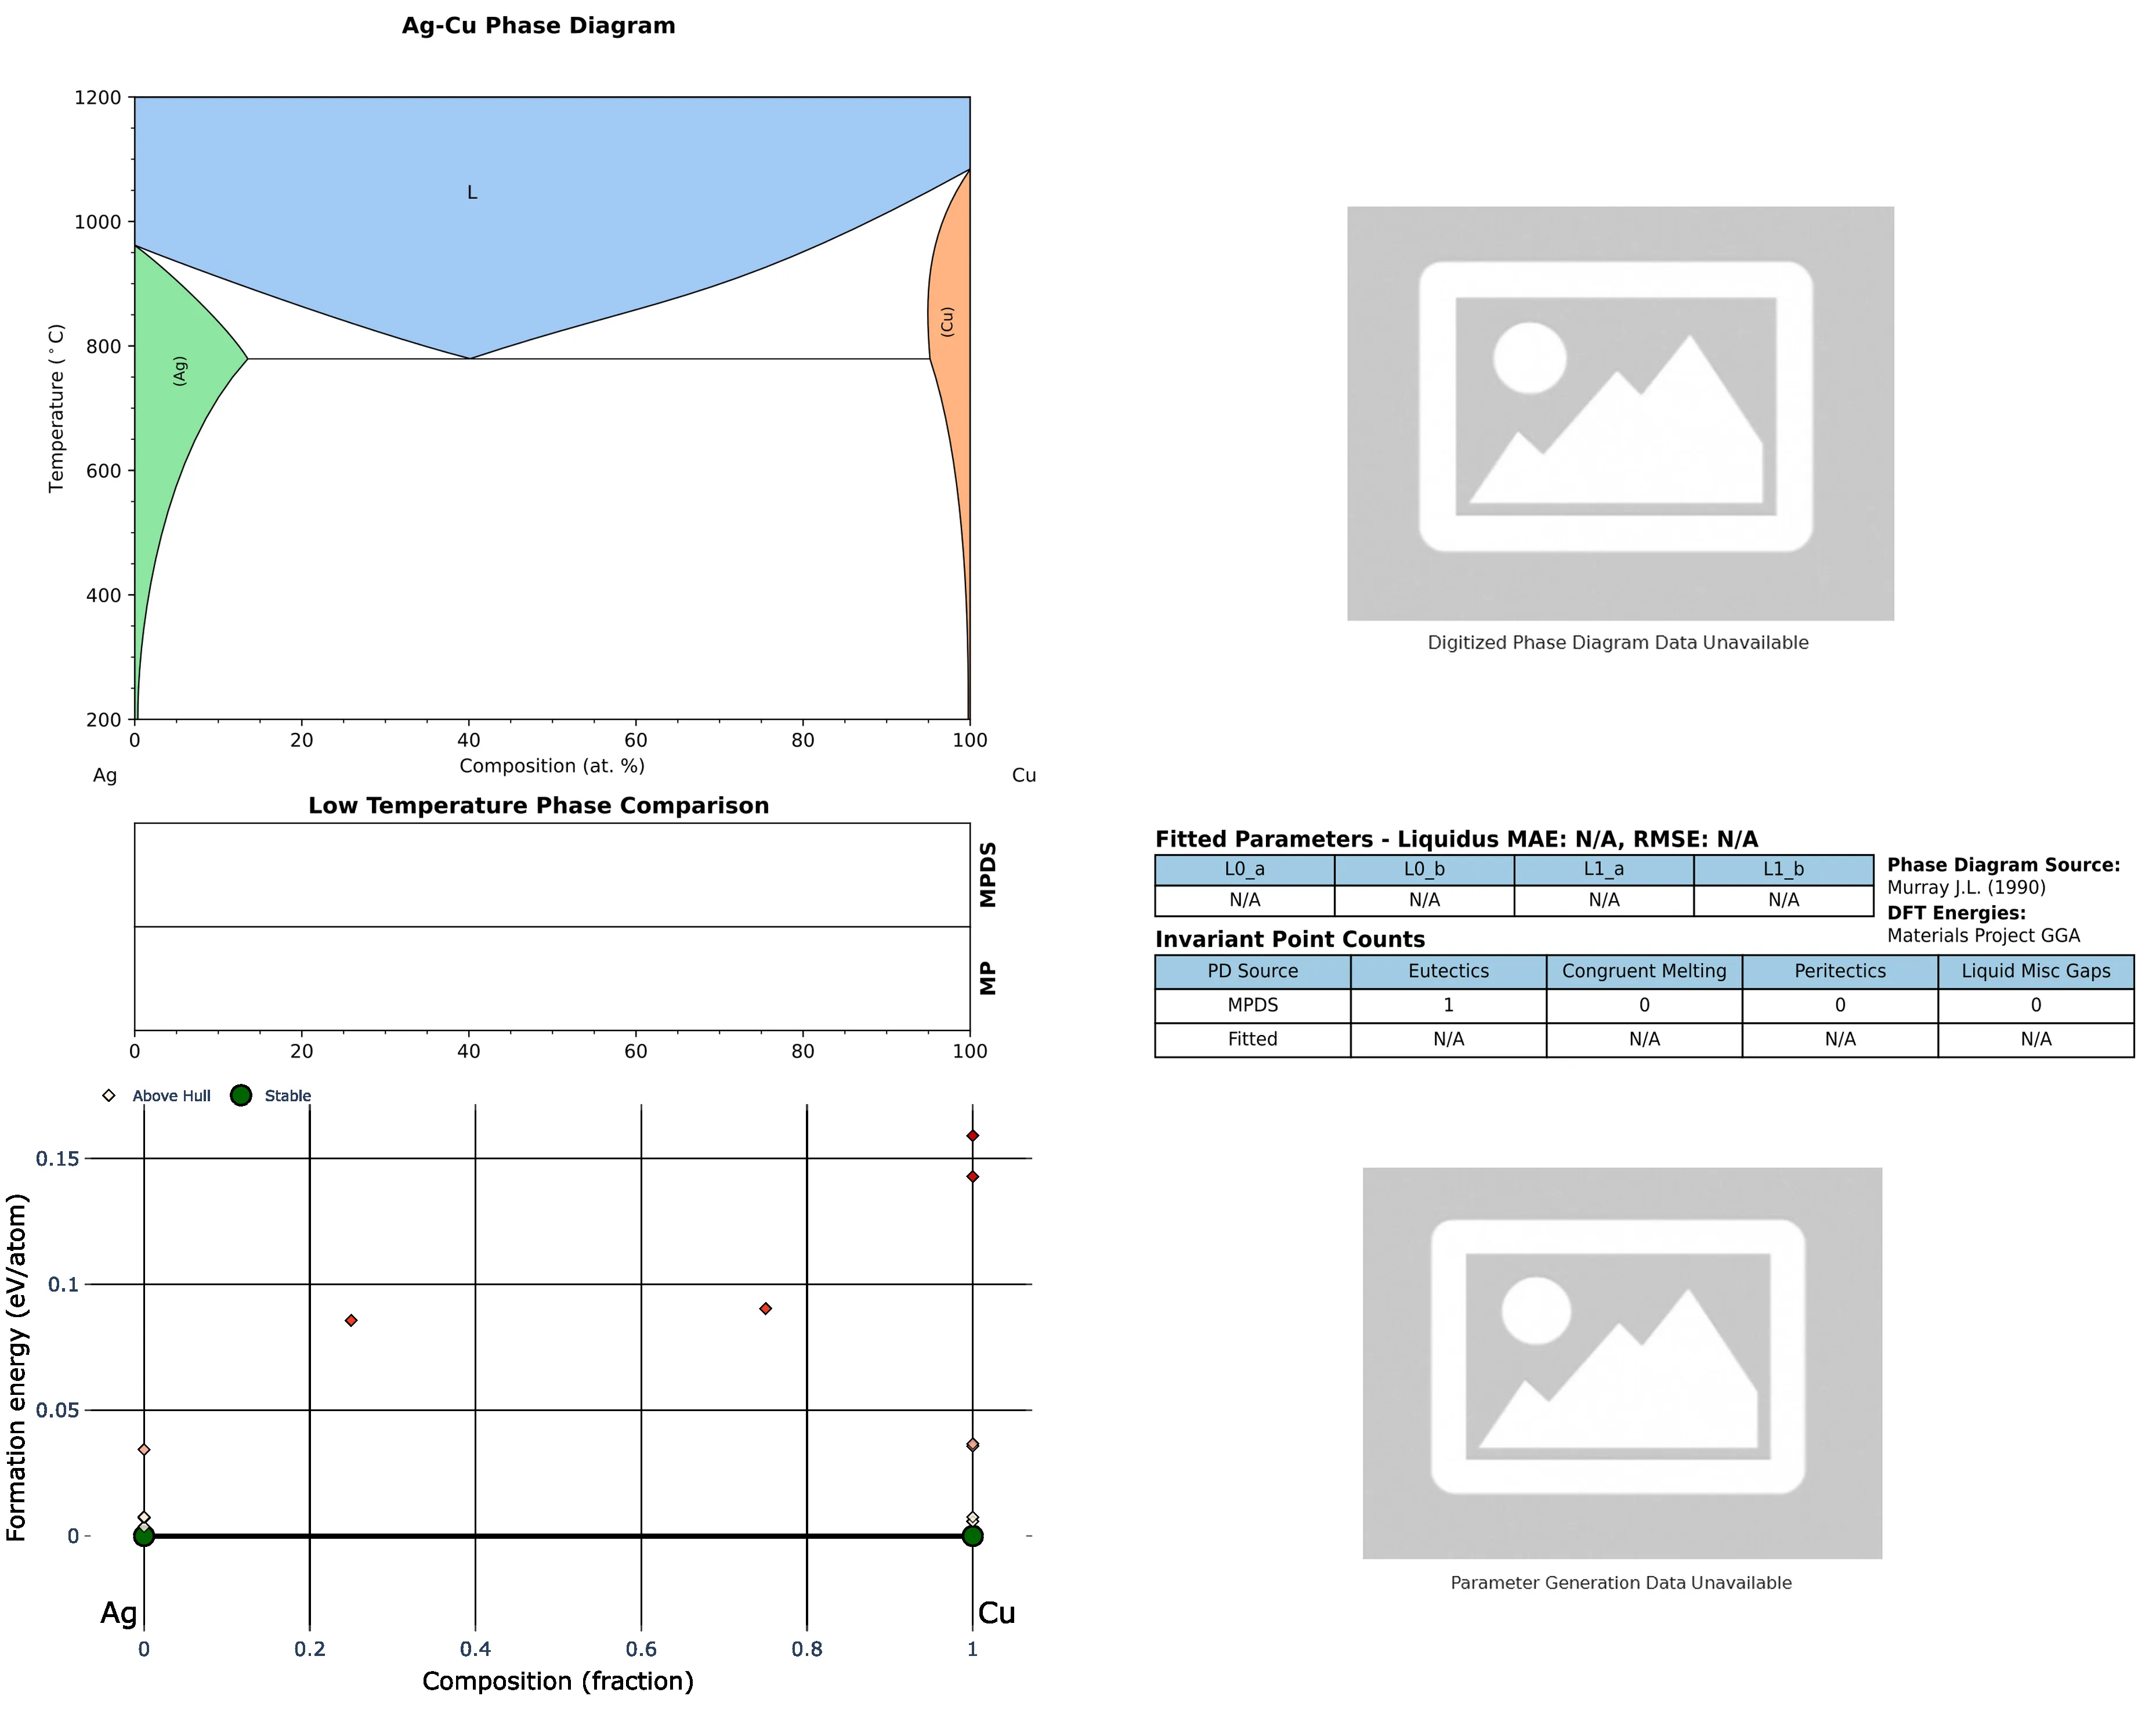 Ag-Cu Phase Diagram
1200
1000
800
600
400
200
Temperature (°C)
L
(Ag)
(Cu)
0 20 40 60 80 100
Composition (at. %)
Ag Cu
Digitized Phase Diagram Data Unavailable
Low Temperature Phase Comparison
MPDS
MP
0 20 40 60 80 100
Fitted Parameters - Liquidus MAE: N/A, RMSE: N/A
L0_a L0_b L1_a L1_b
N/A N/A N/A N/A
Phase Diagram Source:
Murray J.L. (1990)
DFT Energies:
Materials Project GGA
Invariant Point Counts
PD Source Eutectics Congruent Melting Peritectics Liquid Misc Gaps
MPDS 1 0 0 0
Fitted N/A N/A N/A N/A
Above Hull Stable
0.15
0.1
0.05
0
Formation energy (eV/atom)
Ag Cu
0 0.2 0.4 0.6 0.8 1
Composition (fraction)
Parameter Generation Data Unavailable